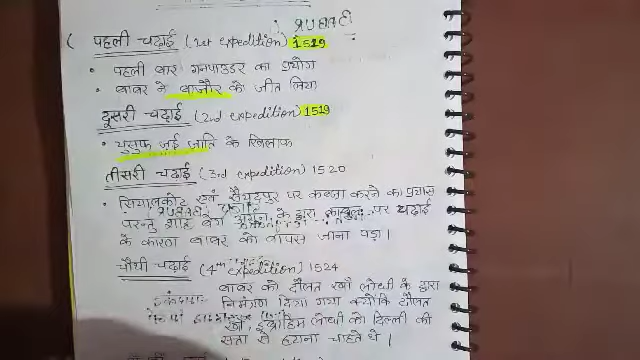 ( पहली चढ़ाई (1st expedition) 1519
• पहली बार गनपाउडर का प्रयोग
• बाबर ने बाजौर को जीत लिया
दूसरी चढ़ाई (2nd expedition) 1519
• युसुफ जई जाति के खिलाफ
तीसरी चढ़ाई (3rd expedition) 1520
• सियालकोट एवं सैयदपुर पर कब्जा करने का प्रयास
परन्तु शाह बेग के द्वारा पर चढ़ाई
के कारण बाबर को वापस जाना पड़ा।
चौथी चढ़ाई (4th expedition) 1524
बाबर को दौलत खाँ लोधी के द्वारा
निमंत्रण दिया गया क्योंकि दौलत
खाँ, इब्राहिम लोधी को दिल्ली की
सत्ता से हटाना चाहते थे।